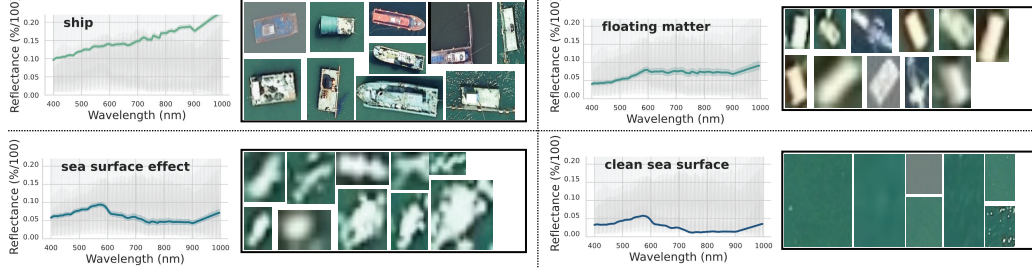 ship
Reflectance (%/100)
0.20
0.15
0.10
0.05
0.00
400 500 600 700 800 900 1000
Wavelength (nm)
floating matter
Reflectance (%/100)
0.20
0.15
0.10
0.05
0.00
400 500 600 700 800 900 1000
Wavelength (nm)
sea surface effect
Reflectance (%/100)
0.20
0.15
0.10
0.05
0.00
400 500 600 700 800 900 1000
Wavelength (nm)
clean sea surface
Reflectance (%/100)
0.20
0.15
0.10
0.05
0.00
400 500 600 700 800 900 1000
Wavelength (nm)